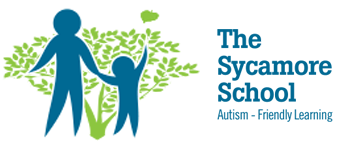 The
Sycamore
School
Autism - Friendly Learning